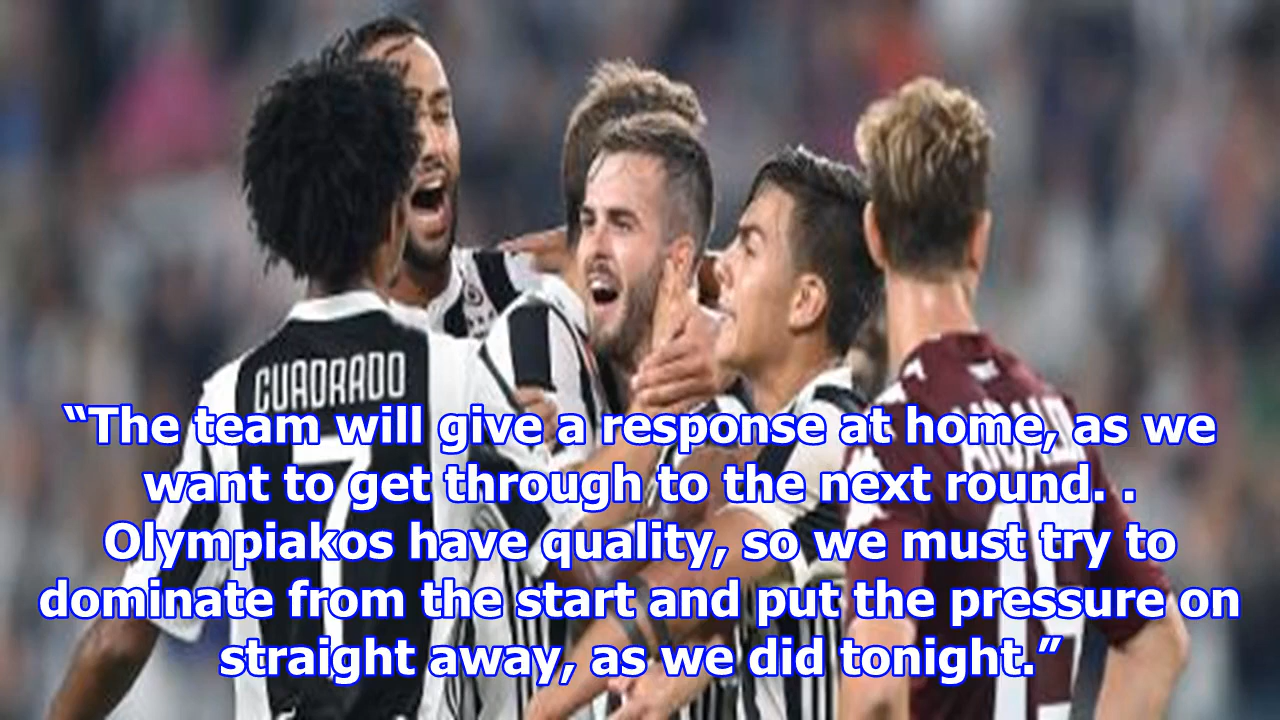 CUADRADO
7
“The team will give a response at home, as we
want to get through to the next round. .
Olympiakos have quality, so we must try to
dominate from the start and put the pressure on
straight away, as we did tonight.”